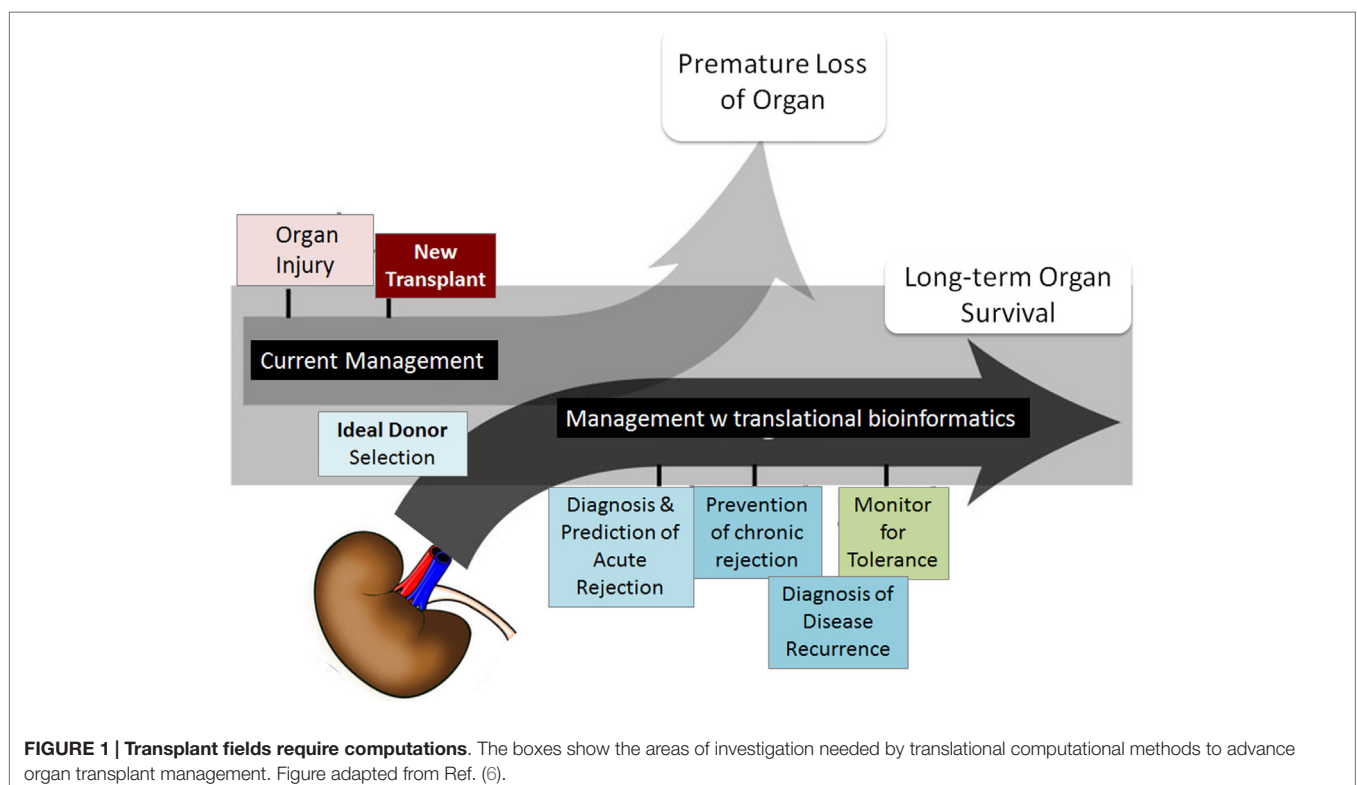 Premature Loss
of Organ
Organ
Injury
New
Transplant
Long-term Organ
Survival
Current Management
Management w translational bioinformatics
Ideal Donor
Selection
Diagnosis &
Prediction of
Acute
Rejection
Prevention
of chronic
rejection
Monitor
for
Tolerance
Diagnosis of
Disease
Recurrence
FIGURE 1 | Transplant fields require computations. The boxes show the areas of investigation needed by translational computational methods to advance
organ transplant management. Figure adapted from Ref. (6).